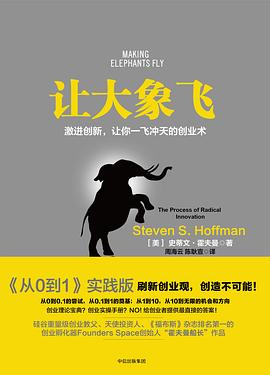 MAKING
ELEPHANTS FLY
让大象飞
激进创新，让你一飞冲天的创业术
The Process of Radical
Innovation
Steven S. Hoffman
［美］史蒂文·霍夫曼◎著
周海云 陈耿宣◎译
《从0到1》实践版 刷新创业观，创造不可能！
从0到0.1的尝试，从0.1到1的莫基，从1到10、从10到无限的机会和方向
创业理论宝典？创业实操手册？NO！给创业者提供最直接的答案！
硅谷重量级创业教父、天使投资人、《福布斯》杂志排名第一的
创业孵化器Founders Space创始人“霍夫曼船长”作品
中信出版集团